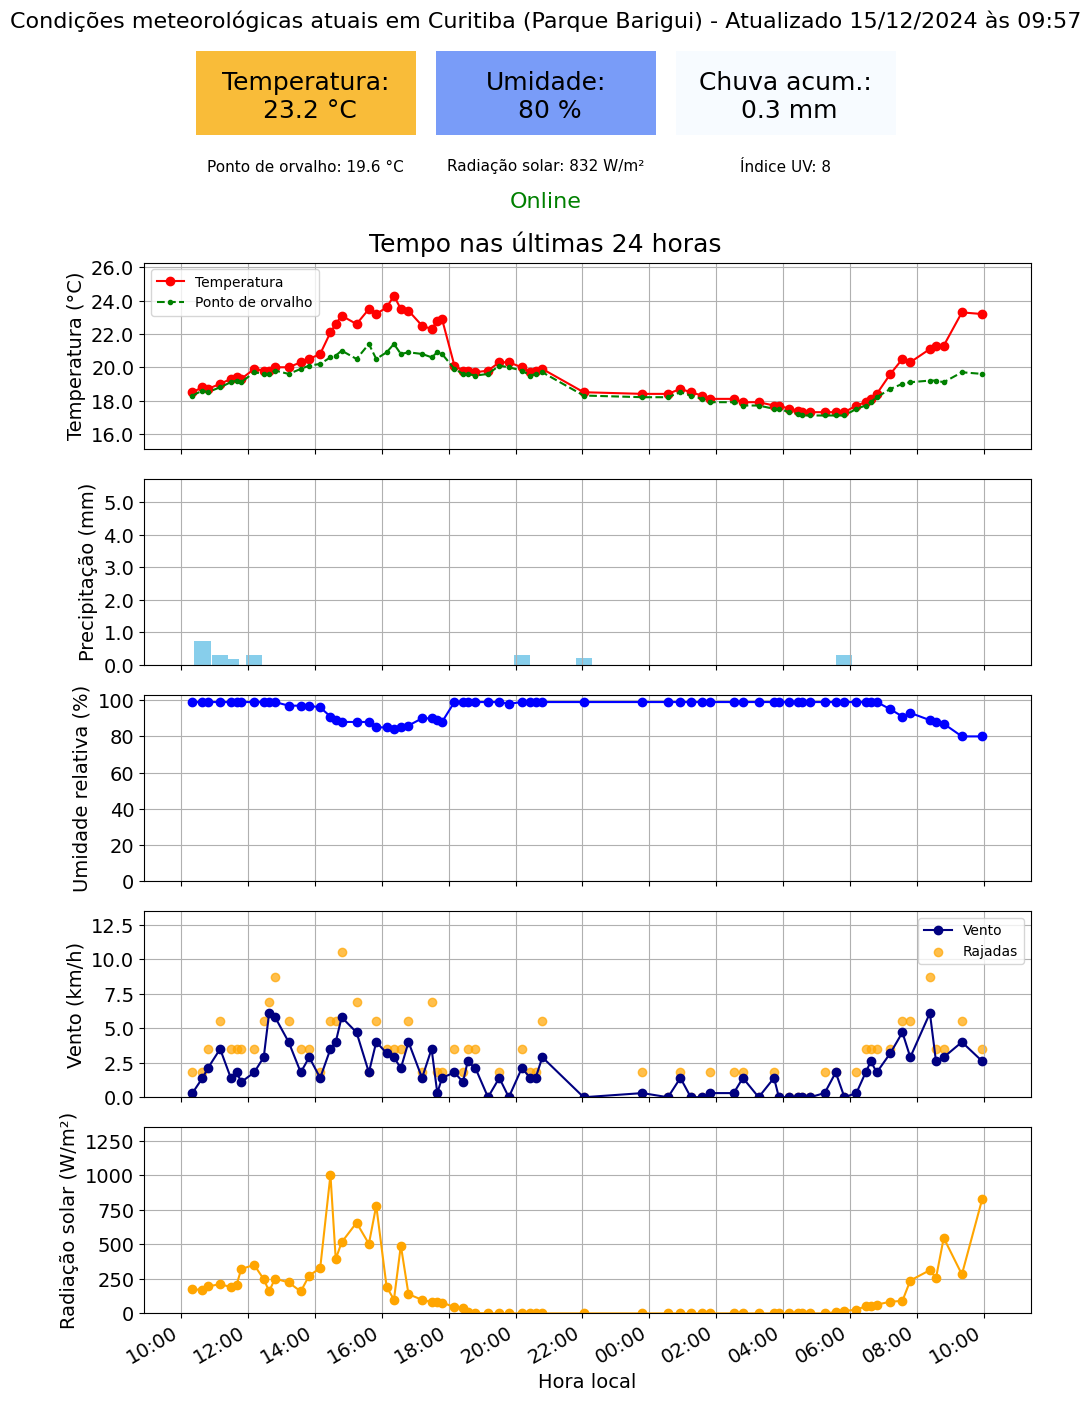 Condições meteorológicas atuais em Curitiba (Parque Barigui) - Atualizado 15/12/2024 às 09:57
Temperatura:
23.2 °C
Umidade:
80 %
Chuva acum.:
0.3 mm
Ponto de orvalho: 19.6 °C
Radiação solar: 832 W/m²
Índice UV: 8
Online
Tempo nas últimas 24 horas
Temperatura (°C)
26.0
24.0
22.0
20.0
18.0
16.0
Temperatura
Ponto de orvalho
Precipitação (mm)
5.0
4.0
3.0
2.0
1.0
0.0
Umidade relativa (%)
100
80
60
40
20
0
Vento (km/h)
12.5
10.0
7.5
5.0
2.5
0.0
Vento
Rajadas
Radiação solar (W/m²)
1250
1000
750
500
250
0
10:00
12:00
14:00
16:00
18:00
20:00
22:00
00:00
02:00
04:00
06:00
08:00
10:00
Hora local